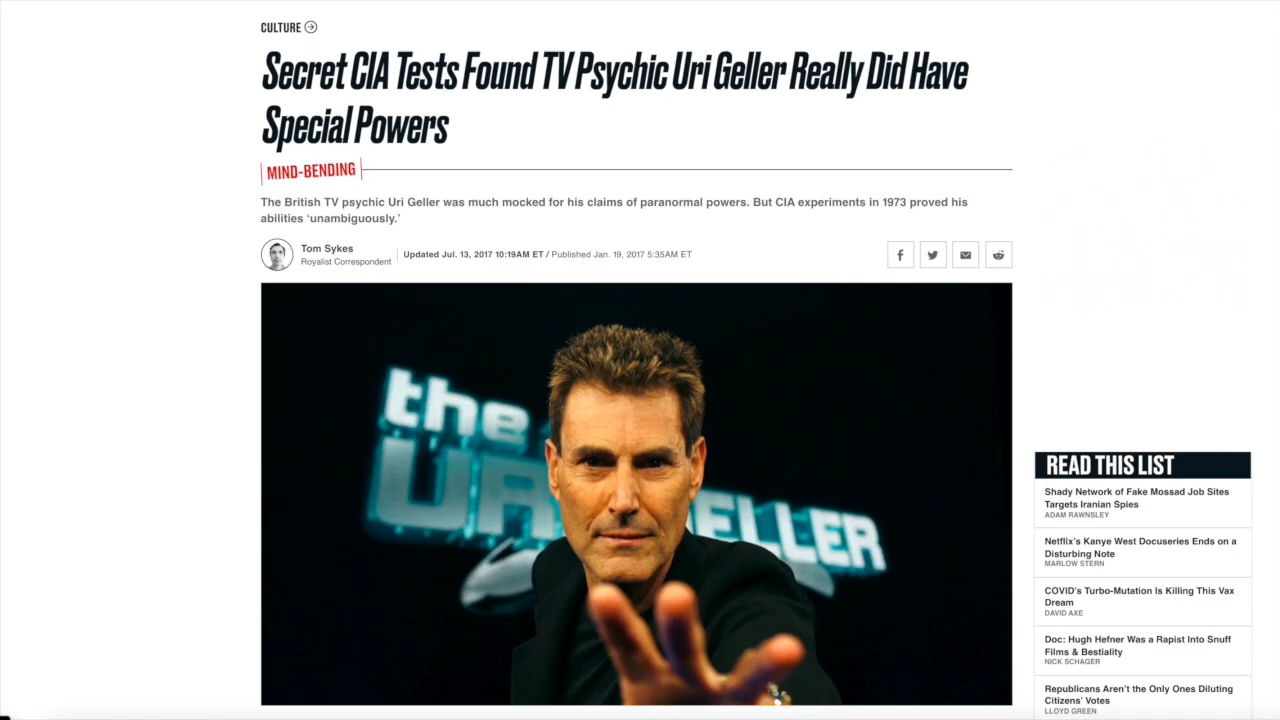 CULTURE
Secret CIA Tests Found TV Psychic Uri Geller Really Did Have
Special Powers
MIND-BENDING
The British TV psychic Uri Geller was much mocked for his claims of paranormal powers. But CIA experiments in 1973 proved his
abilities ‘unambiguously.’
Tom Sykes
Royalist Correspondent
Updated Jul. 13, 2017 10:19AM ET / Published Jan. 19, 2017 5:35AM ET
the
UR
ELLER
READ THIS LIST
Shady Network of Fake Mossad Job Sites
Targets Iranian Spies
ADAM RAWNSLEY
Netflix’s Kanye West Docuseries Ends on a
Disturbing Note
MARLOW STERN
COVID’s Turbo-Mutation Is Killing This Vax
Dream
DAVID AXE
Doc: Hugh Hefner Was a Rapist Into Snuff
Films & Bestiality
NICK SCHAGER
Republicans Aren’t the Only Ones Diluting
Citizens’ Votes
LLOYD GREEN